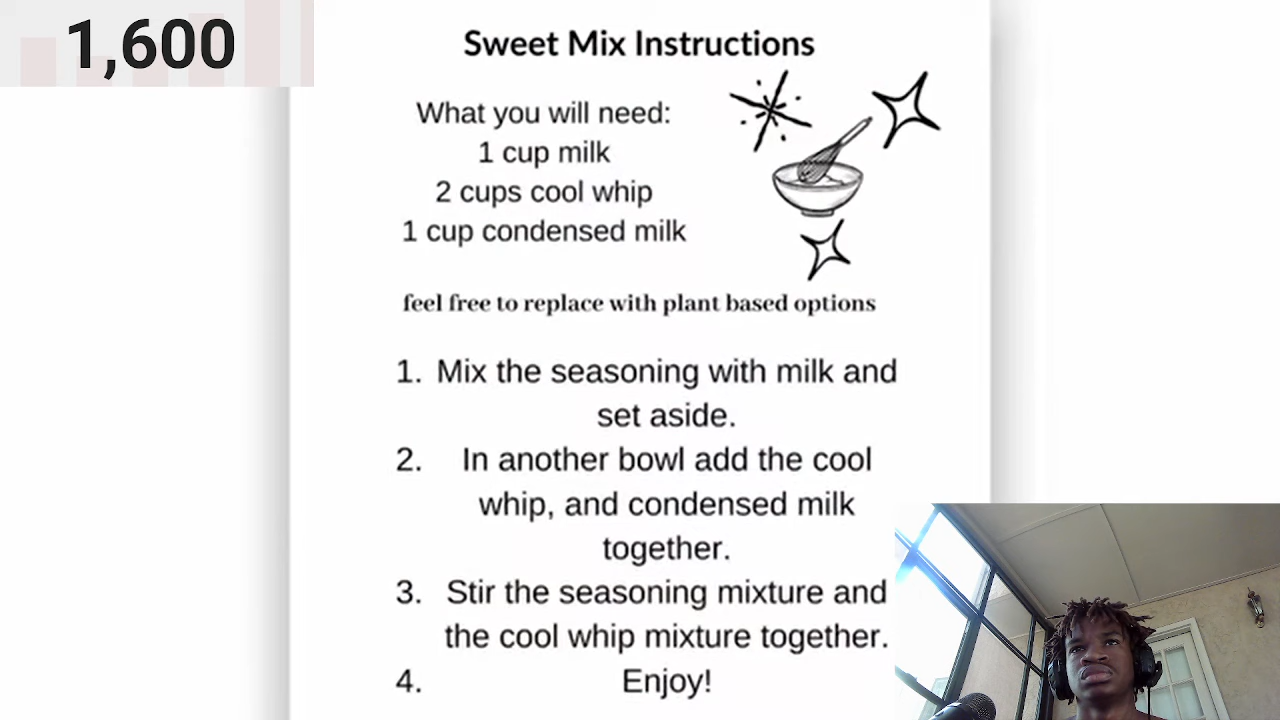 1,600
Sweet Mix Instructions
What you will need:
1 cup milk
2 cups cool whip
1 cup condensed milk
feel free to replace with plant based options
1. Mix the seasoning with milk and
set aside.
2. In another bowl add the cool
whip, and condensed milk
together.
3. Stir the seasoning mixture and
the cool whip mixture together.
4. Enjoy!